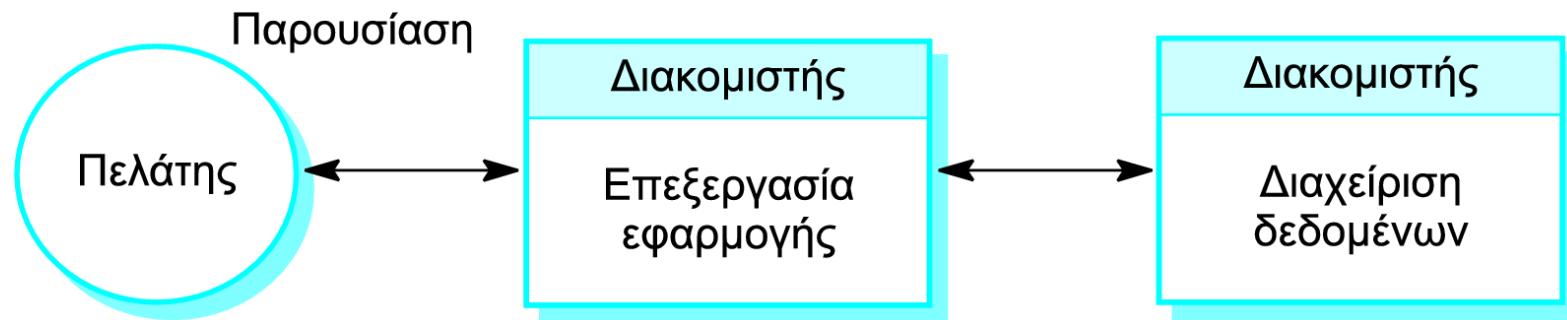 Παρουσίαση
Πελάτης
Διακομιστής
Επεξεργασία
εφαρμογής
Διακομιστής
Διαχείριση
δεδομένων